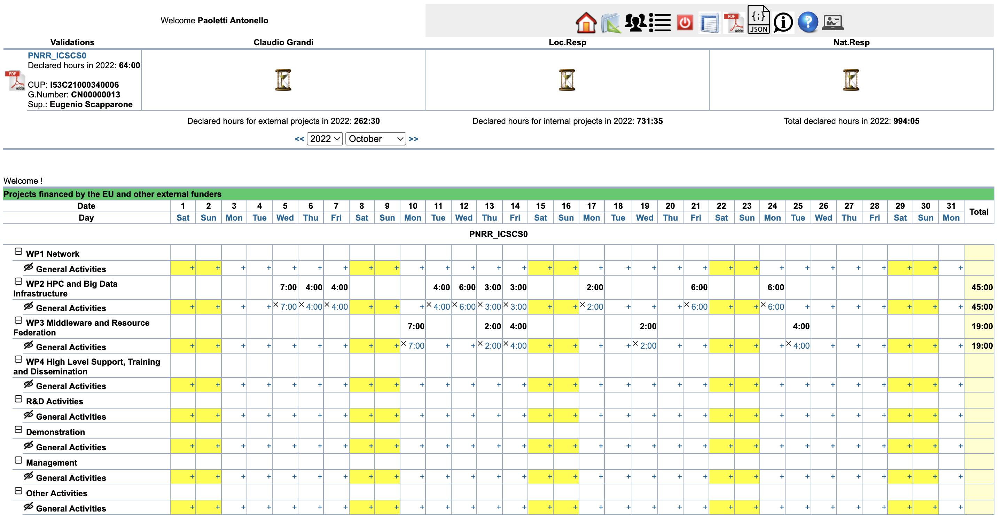 Welcome Paoletti Antonello
PDF Adobe {;} JSON i ?
Validations Claudio Grandi Loc.Resp Nat.Resp
PNRR_ICSCS0
Declared hours in 2022: 64:00
PDF Adobe
CUP: I53C21000340006
G.Number: CN00000013
Sup.: Eugenio Scapparone
Declared hours for external projects in 2022: 262:30 Declared hours for internal projects in 2022: 731:35 Total declared hours in 2022: 994:05
<< 2022 October >>
Welcome !
Projects financed by the EU and other external funders
Date 1 2 3 4 5 6 7 8 9 10 11 12 13 14 15 16 17 18 19 20 21 22 23 24 25 26 27 28 29 30 31 Total
Day Sat Sun Mon Tue Wed Thu Fri Sat Sun Mon Tue Wed Thu Fri Sat Sun Mon Tue Wed Thu Fri Sat Sun Mon Tue Wed Thu Fri Sat Sun Mon
PNRR_ICSCS0
WP1 Network
General Activities + + + + + + + + + + + + + + + + + + + + + + + + + + + + + + +
WP2 HPC and Big Data
Infrastructure 7:00 4:00 4:00 4:00 6:00 3:00 3:00 2:00 6:00 6:00 45:00
General Activities + + + + × 7:00 × 4:00 × 4:00 + + + × 4:00 × 6:00 × 3:00 × 3:00 + + × 2:00 + + + × 6:00 + + × 6:00 + + + + + + + 45:00
WP3 Middleware and Resource
Federation 7:00 2:00 4:00 2:00 4:00 19:00
General Activities + + + + + + + + + × 7:00 + + × 2:00 × 4:00 + + + + × 2:00 + + + + + × 4:00 + + + + + + 19:00
WP4 High Level Support, Training
and Dissemination
General Activities + + + + + + + + + + + + + + + + + + + + + + + + + + + + + + +
R&D Activities
General Activities + + + + + + + + + + + + + + + + + + + + + + + + + + + + + + +
Demonstration
General Activities + + + + + + + + + + + + + + + + + + + + + + + + + + + + + + +
Management
General Activities + + + + + + + + + + + + + + + + + + + + + + + + + + + + + + +
Other Activities
General Activities + + + + + + + + + + + + + + + + + + + + + + + + + + + + + + +